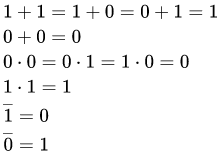 1 + 1 = 1 + 0 = 0 + 1 = 1
0 + 0 = 0
0 · 0 = 0 · 1 = 1 · 0 = 0
1 · 1 = 1
1̅ = 0
0̅ = 1